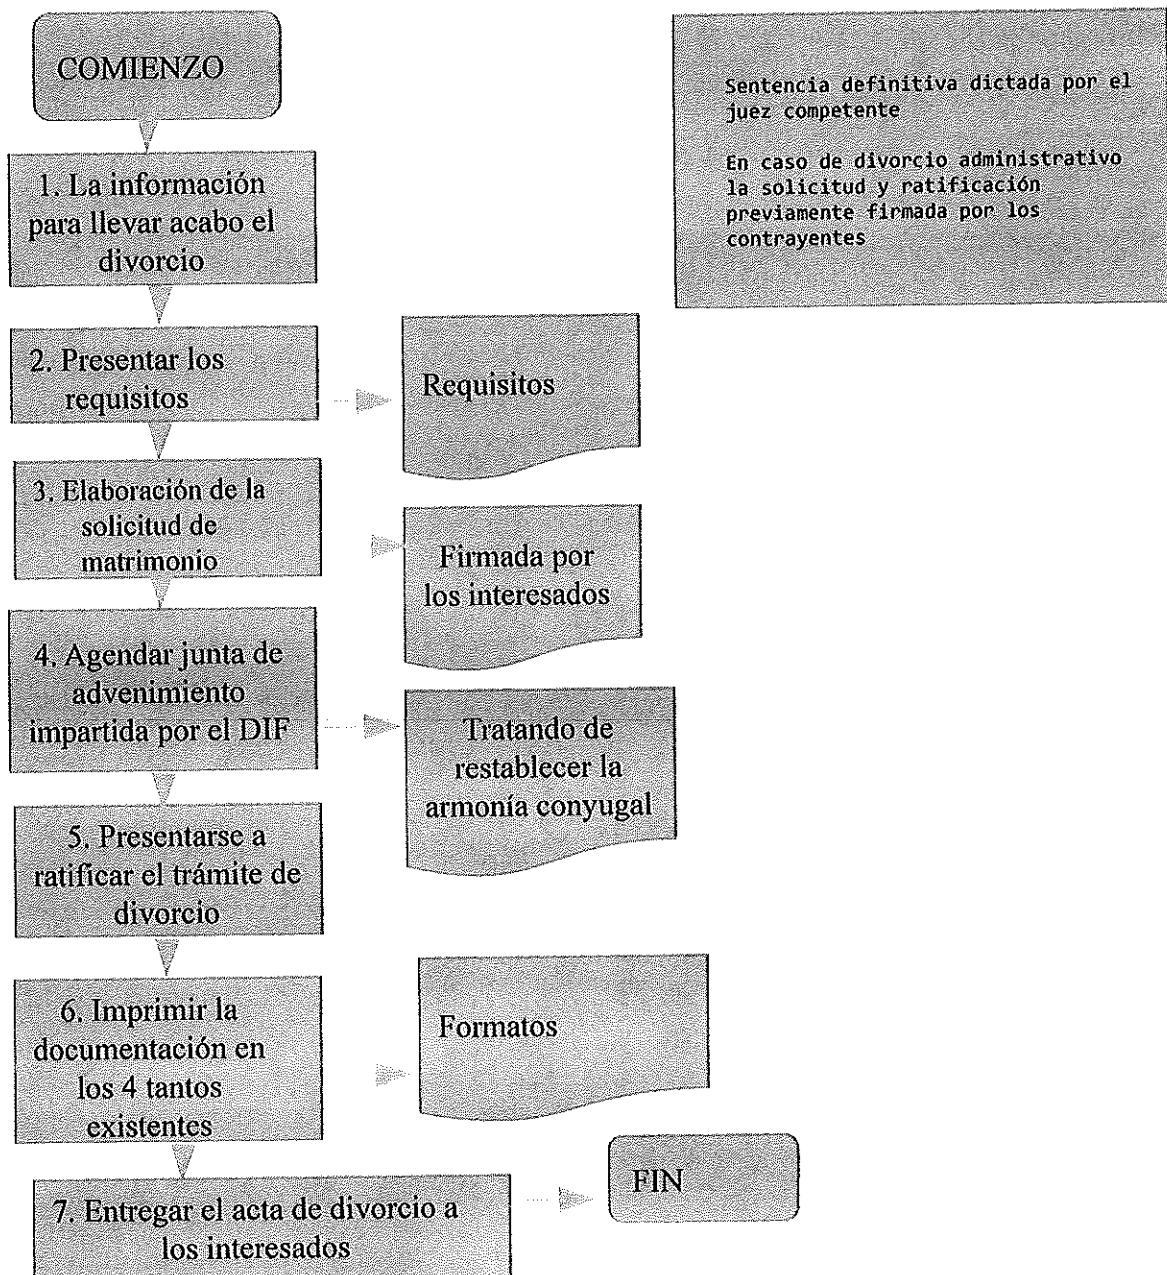 COMIENZO
1. La información
para llevar acabo el
divorcio
2. Presentar los
requisitos
Requisitos
3. Elaboración de la
solicitud de
matrimonio
Firmada por
los interesados
4. Agendar junta de
advenimiento
impartida por el DIF
Tratando de
restablecer la
armonía conyugal
5. Presentarse a
ratificar el trámite de
divorcio
6. Imprimir la
documentación en
los 4 tantos
existentes
Formatos
7. Entregar el acta de divorcio a
los interesados
FIN
Sentencia definitiva dictada por el
juez competente
En caso de divorcio administrativo
la solicitud y ratificación
previamente firmada por los
contrayentes